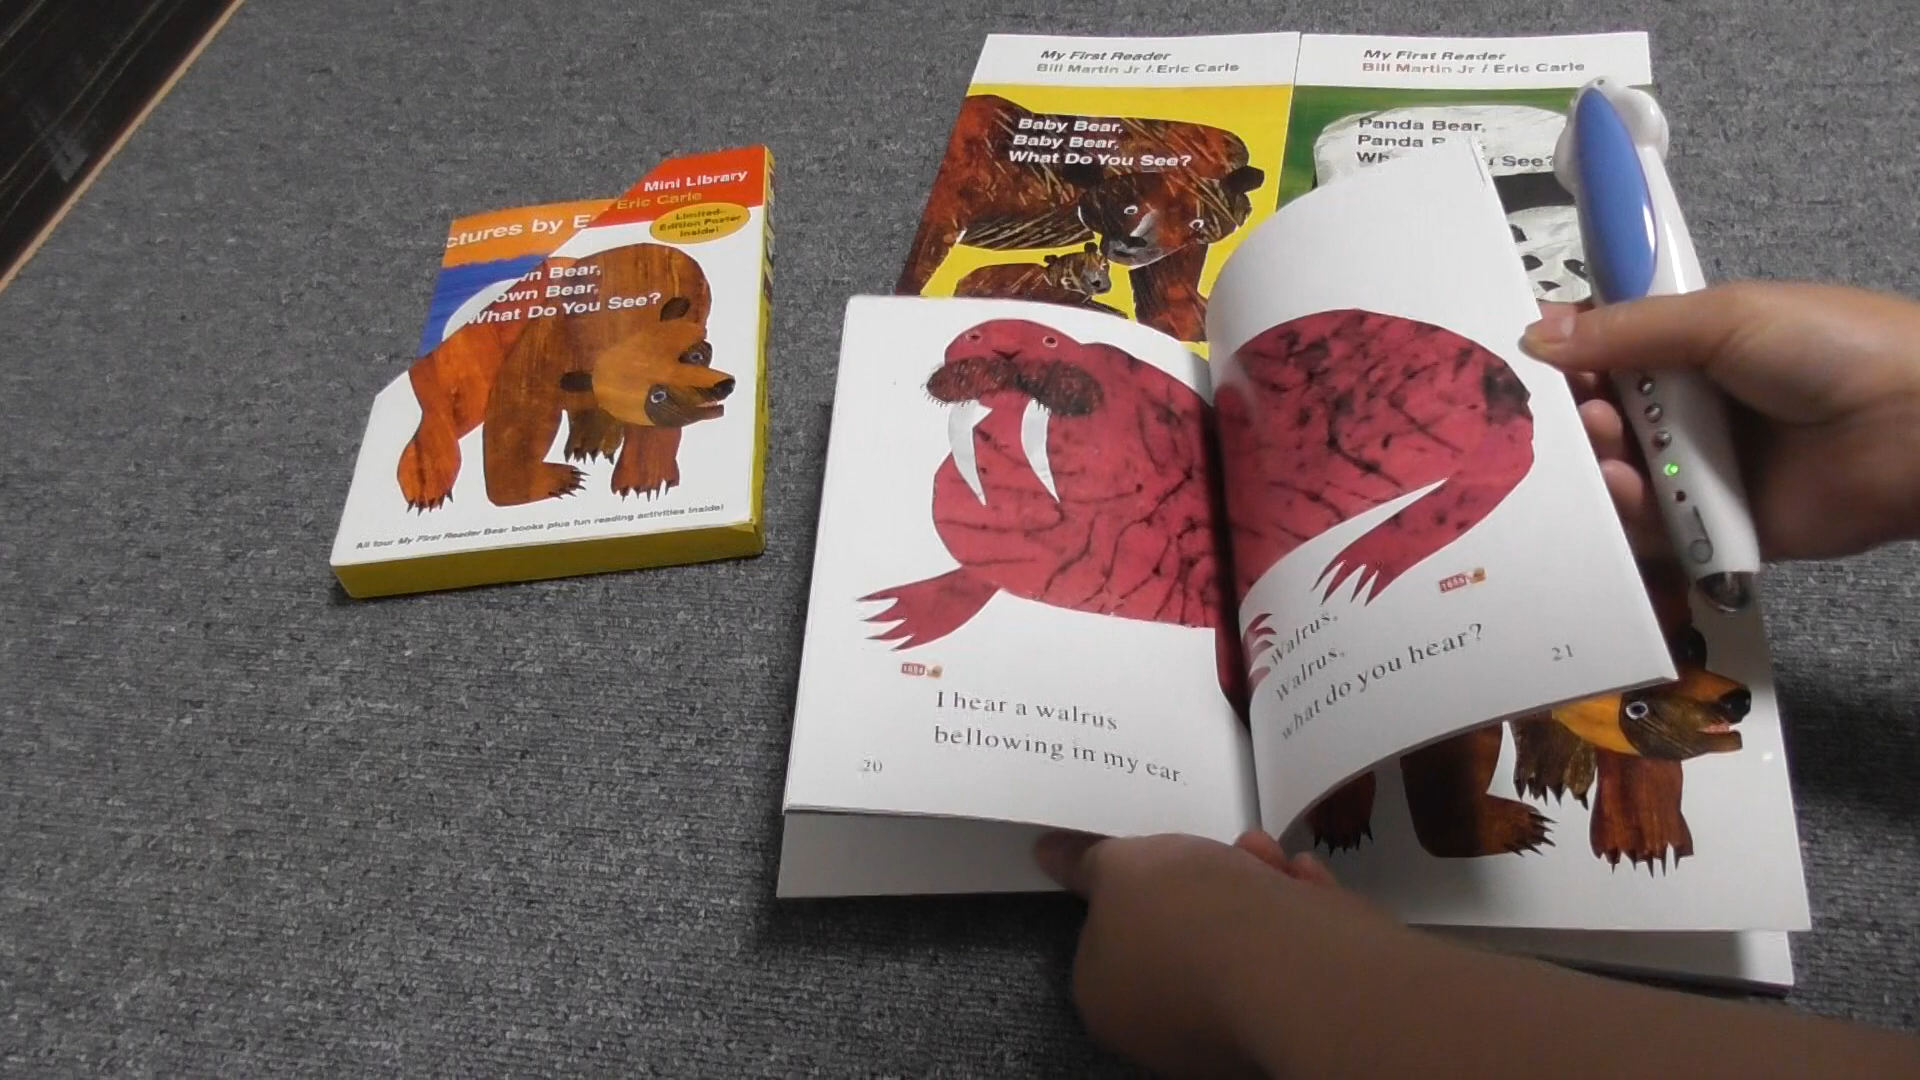 Mini Library
Eric Carle
Limited-
Edition Poster
Inside!
ctures by E
wn Bear,
own Bear,
What Do You See?
All four My First Reader Bear books plus fun reading activities inside!
My First Reader
Bill Martin Jr / Eric Carle
Baby Bear,
Baby Bear,
What Do You See?
My First Reader
Bill Martin Jr / Eric Carle
Panda Bear,
Panda
See?
I hear a walrus
bellowing in my ear.
20
Walrus,
Walrus,
what do you hear?
21